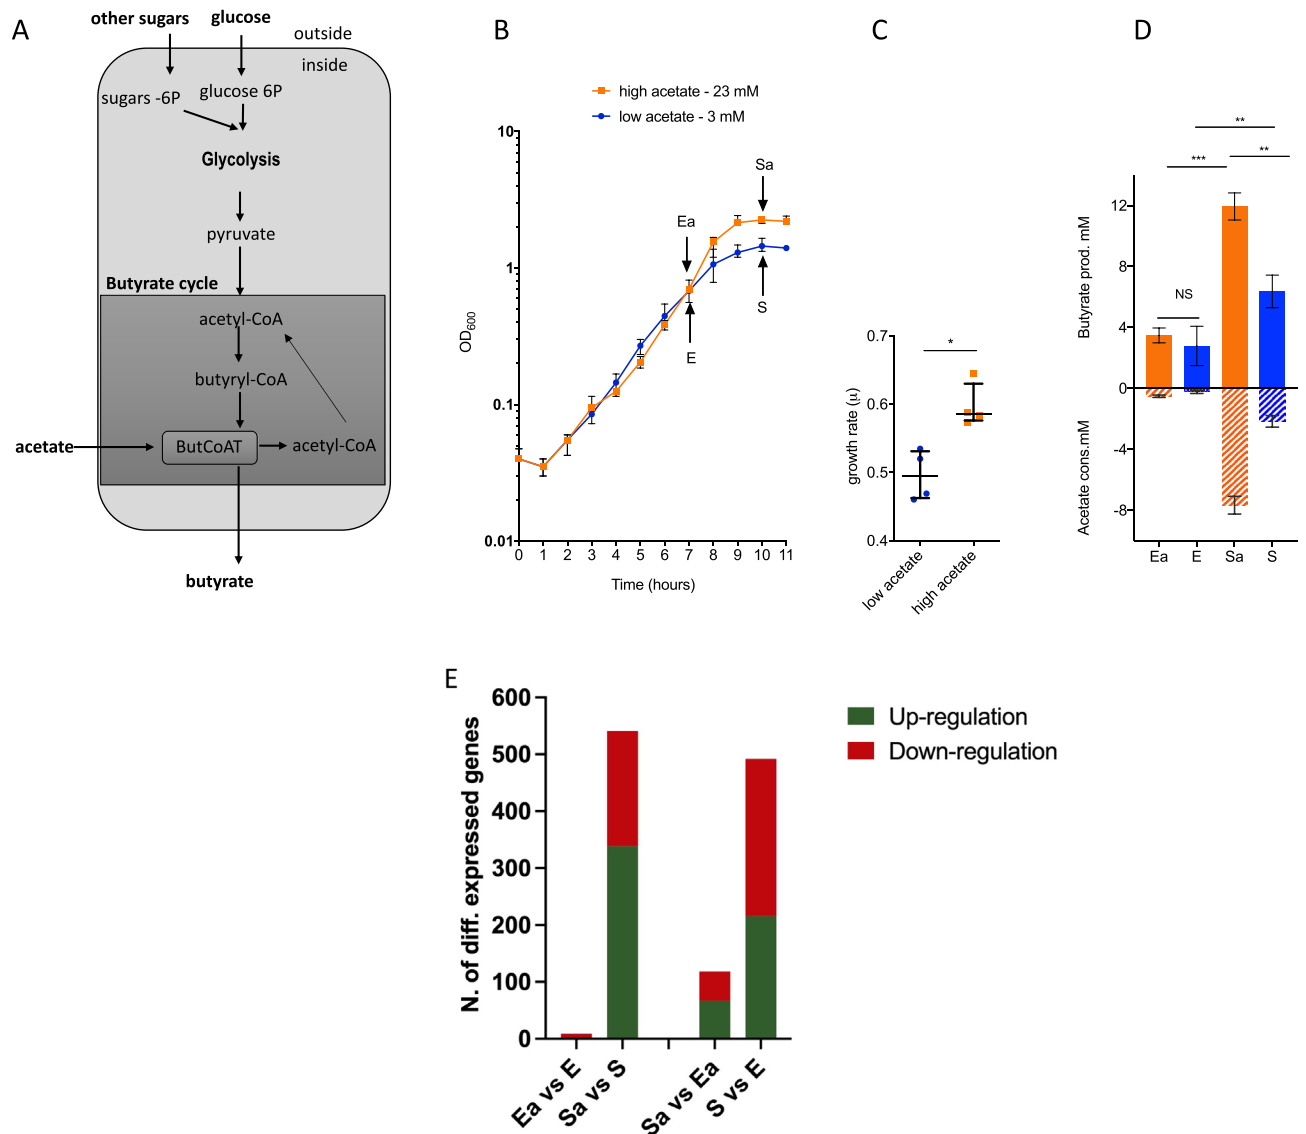 A
other sugars
glucose
outside
inside
sugars -6P
glucose 6P
Glycolysis
pyruvate
Butyrate cycle
acetyl-CoA
butyryl-CoA
acetate
ButCoAT
acetyl-CoA
butyrate
B
high acetate - 23 mM
low acetate - 3 mM
10
1
0.1
0.01
OD600
Ea
E
Sa
S
0 1 2 3 4 5 6 7 8 9 10 11
Time (hours)
C
0.7
0.6
0.5
0.4
growth rate (μ)
*
low acetate
high acetate
D
**
***
**
NS
12
8
4
0
-4
-8
Butyrate prod. mM
Acetate cons.mM
Ea E Sa S
E
600
500
400
300
200
100
0
N. of diff. expressed genes
Ea vs E
Sa vs S
Sa vs Ea
S vs E
Up-regulation
Down-regulation